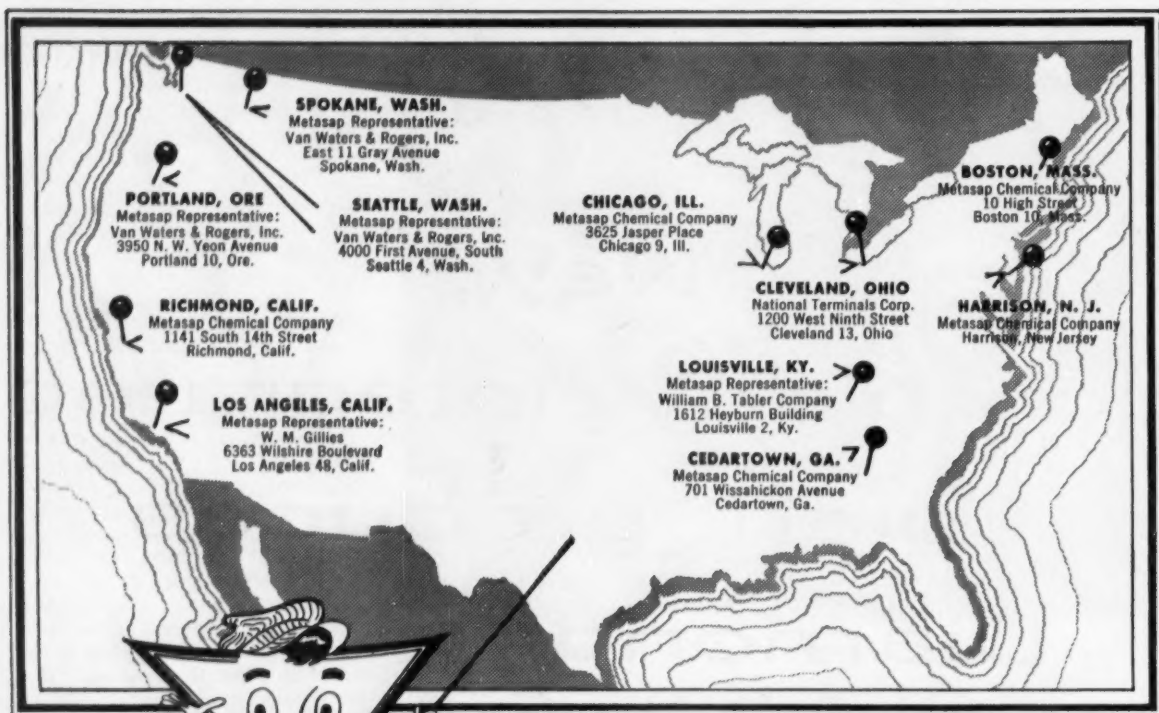 SPOKANE, WASH.
Metasap Representative:
Van Waters & Rogers, Inc.
East 11 Gray Avenue
Spokane, Wash.
PORTLAND, ORE
Metasap Representative:
Van Waters & Rogers, Inc.
3950 N. W. Yeon Avenue
Portland 10, Ore.
SEATTLE, WASH.
Metasap Representative:
Van Waters & Rogers, Inc.
4000 First Avenue, South
Seattle 4, Wash.
CHICAGO, ILL.
Metasap Chemical Company
3625 Jasper Place
Chicago 9, Ill.
BOSTON, MASS.
Metasap Chemical Company
10 High Street
Boston 10, Mass.
CLEVELAND, OHIO
National Terminals Corp.
1200 West Ninth Street
Cleveland 13, Ohio
HARRISON, N. J.
Metasap Chemical Company
Harrison, New Jersey
RICHMOND, CALIF.
Metasap Chemical Company
1141 South 14th Street
Richmond, Calif.
LOUISVILLE, KY.
Metasap Representative:
William B. Tabler Company
1612 Heyburn Building
Louisville 2, Ky.
LOS ANGELES, CALIF.
Metasap Representative:
W. M. Gillies
6363 Wilshire Boulevard
Los Angeles 48, Calif.
CEDARTOWN, GA.
Metasap Chemical Company
701 Wissahickon Avenue
Cedartown, Ga.